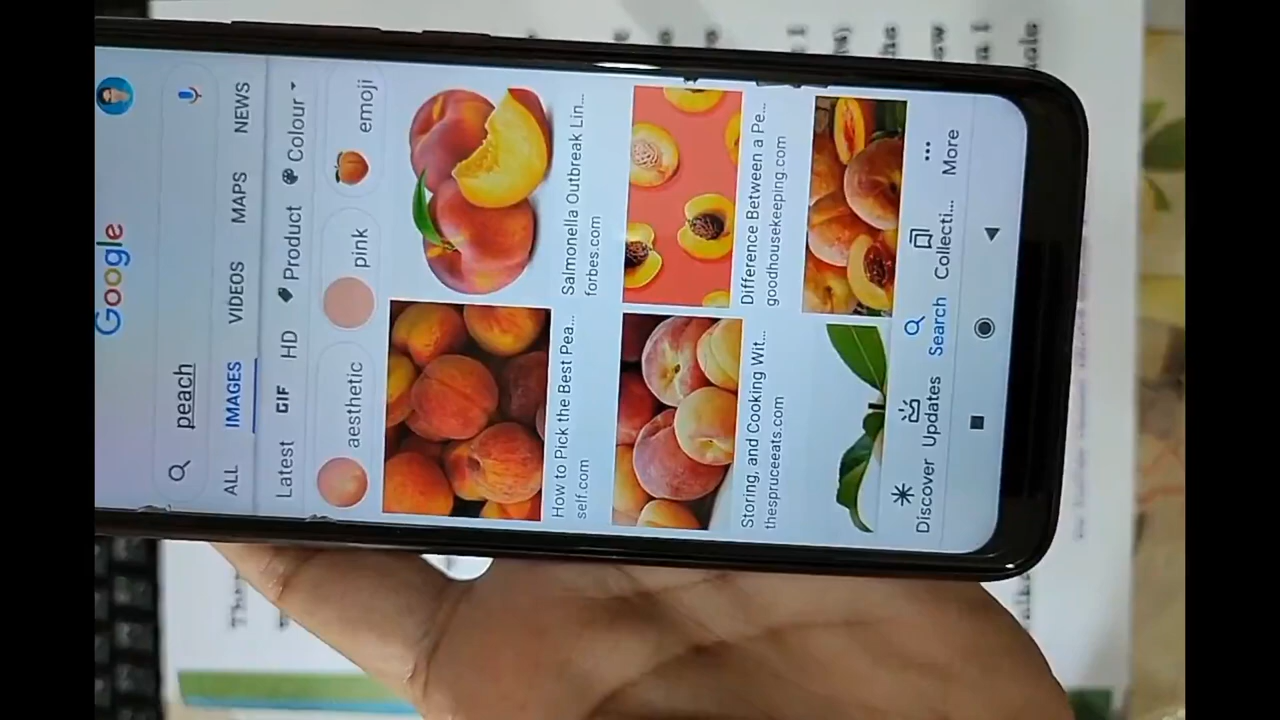 Google
peach
ALL IMAGES VIDEOS MAPS NEWS
Latest GIF HD Product Colour
aesthetic pink emoji
How to Pick the Best Pea...
self.com
Salmonella Outbreak Lin...
forbes.com
Storing, and Cooking Wit...
thespruceeats.com
Difference Between a Pe...
goodhousekeeping.com
Discover Updates Search Collecti... More